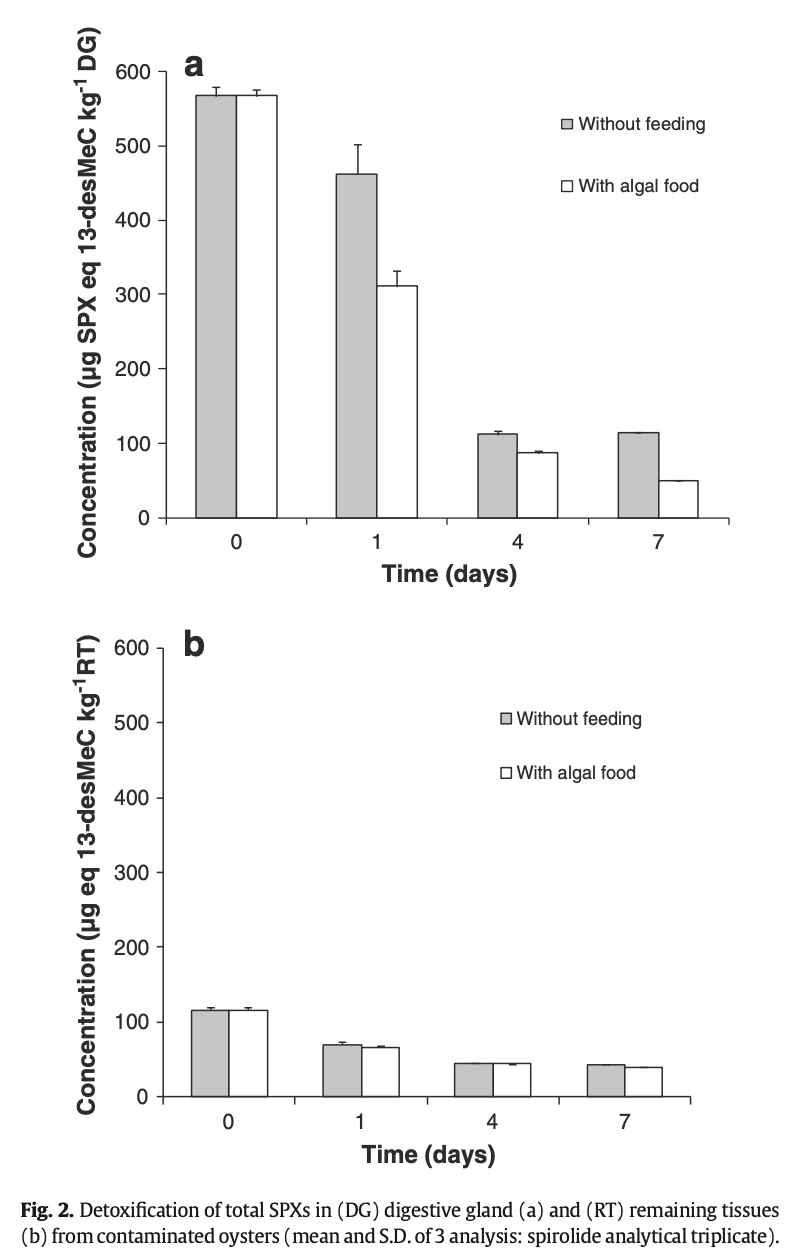 a
Concentration (µg SPX eq 13-desMeC kg-1 DG)
600
500
400
300
200
100
0
Without feeding
With algal food
0 1 4 7
Time (days)
b
Concentration (µg eq 13-desMeC kg-1RT)
600
500
400
300
200
100
0
Without feeding
With algal food
0 1 4 7
Time (days)
Fig. 2. Detoxification of total SPXs in (DG) digestive gland (a) and (RT) remaining tissues
(b) from contaminated oysters (mean and S.D. of 3 analysis: spirolide analytical triplicate).